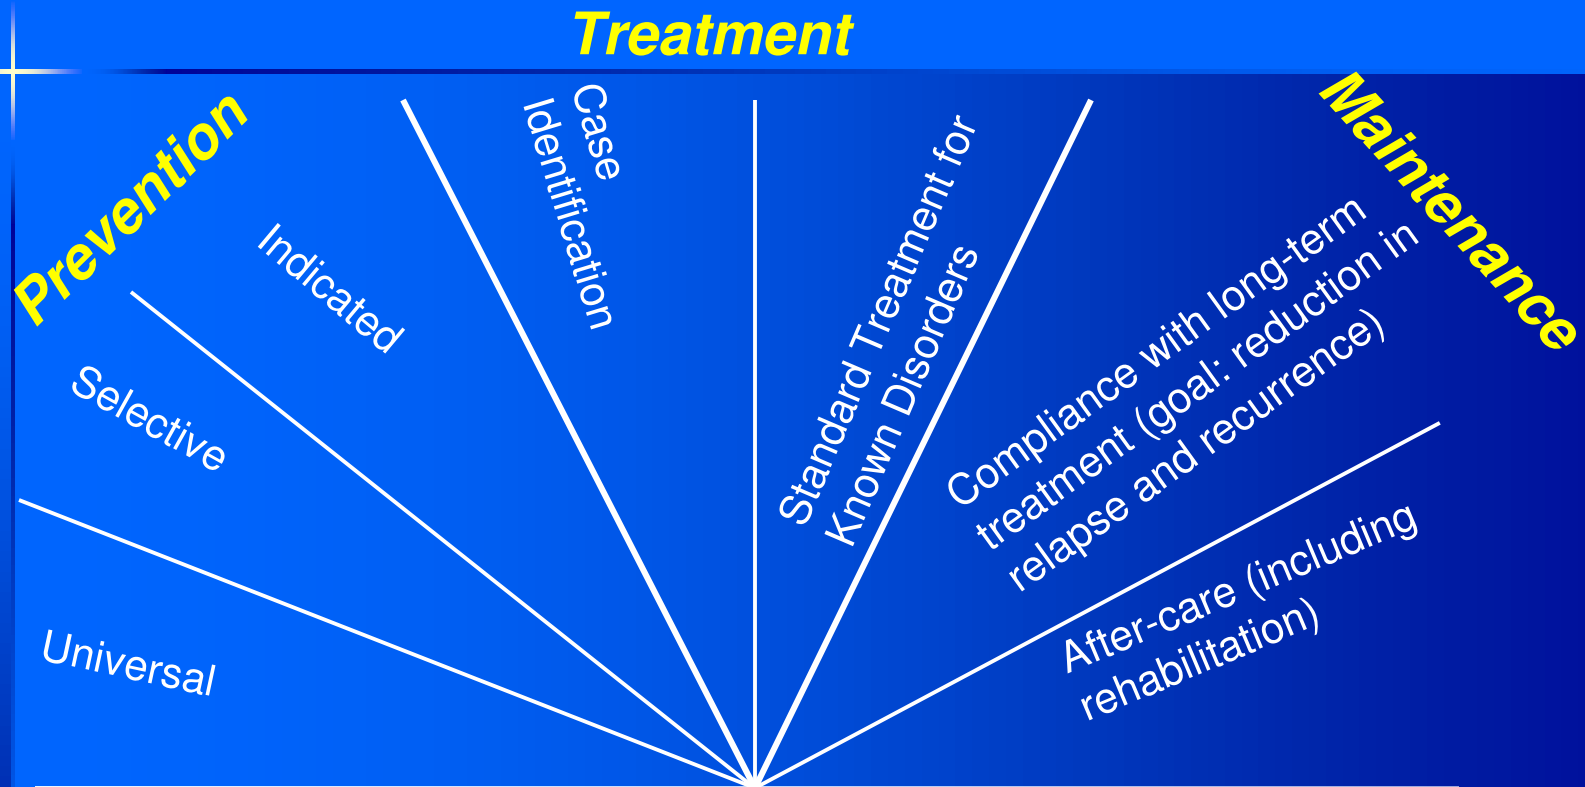 Treatment
Prevention
Universal
Selective
Indicated
Case
Identification
Standard Treatment for
Known Disorders
Maintenance
Compliance with long-term
treatment (goal: reduction in
relapse and recurrence)
After-care (including
rehabilitation)